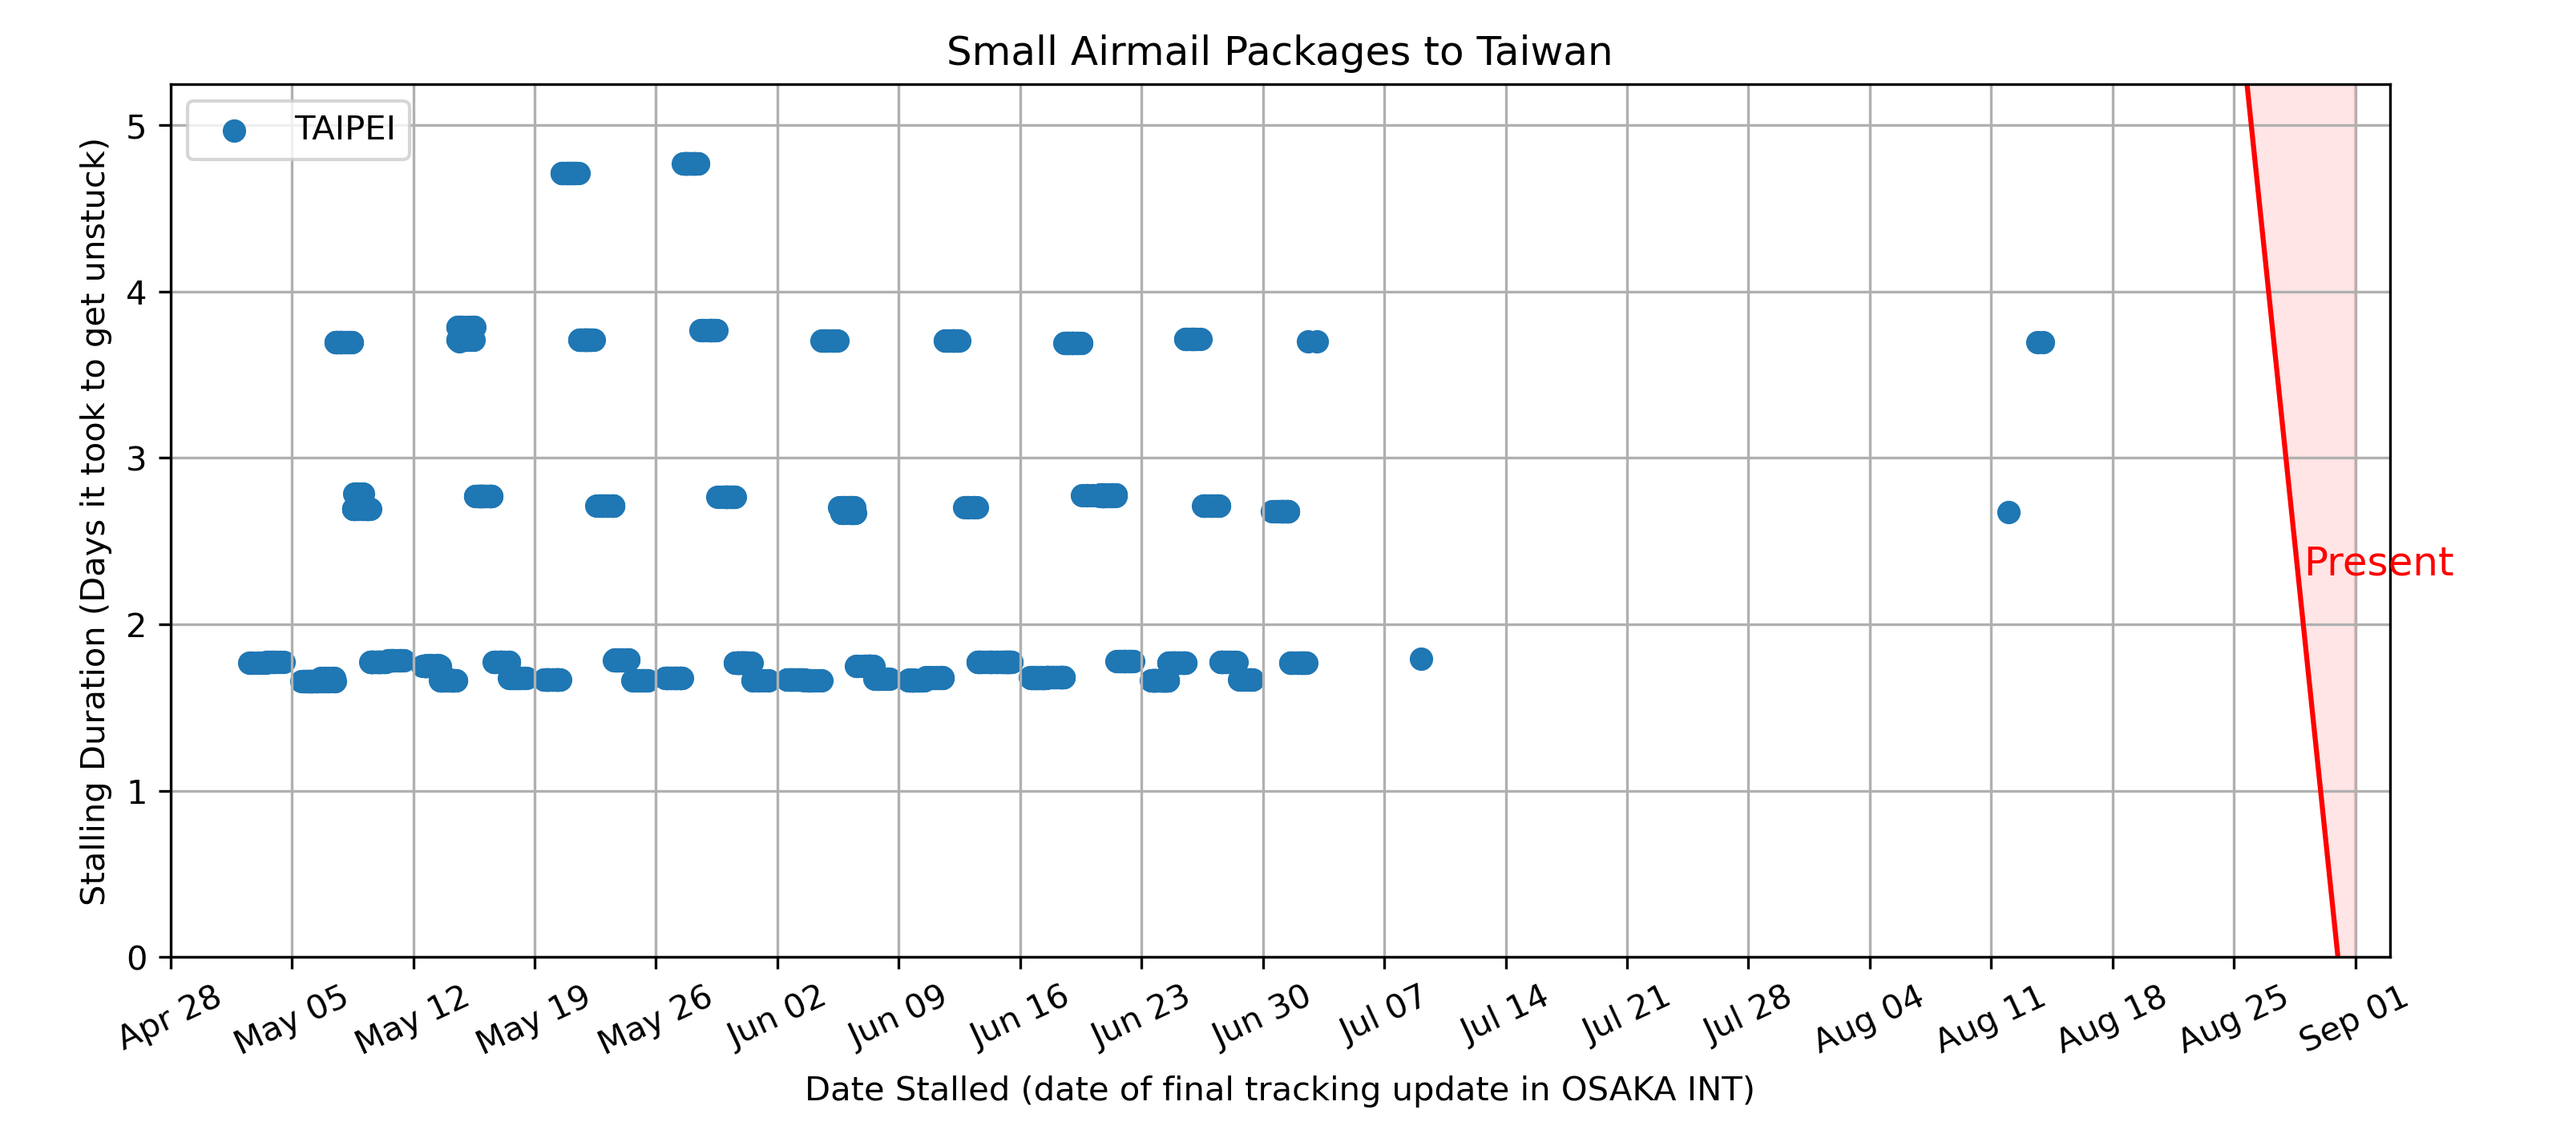 Small Airmail Packages to Taiwan
TAIPEI
Stalling Duration (Days it took to get unstuck)
5
4
3
2
1
0
Present
Apr 28
May 05
May 12
May 19
May 26
Jun 02
Jun 09
Jun 16
Jun 23
Jun 30
Jul 07
Jul 14
Jul 21
Jul 28
Aug 04
Aug 11
Aug 18
Aug 25
Sep 01
Date Stalled (date of final tracking update in OSAKA INT)